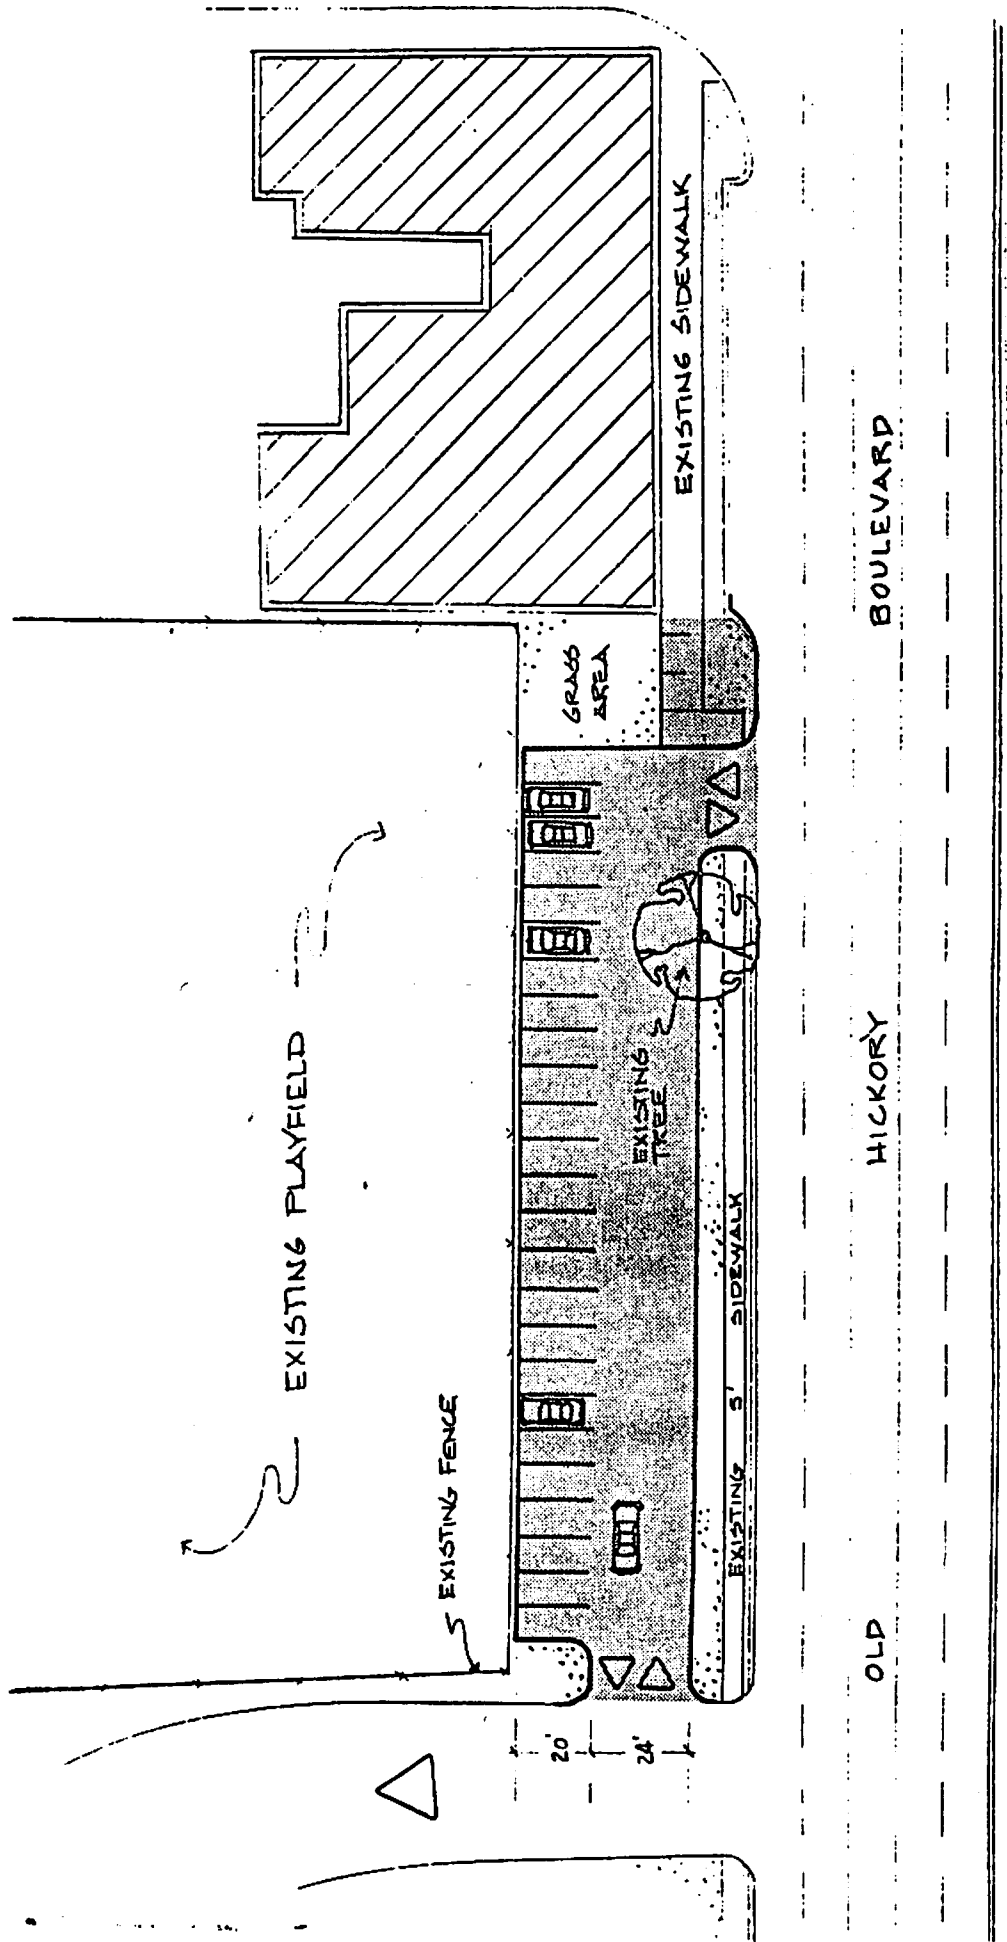 EXISTING PLAYFIELD
EXISTING FENCE
GRASS
AREA
EXISTING SIDEWALK
EXISTING
TREE
EXISTING 5' SIDEWALK
20'
24'
OLD HICKORY BOULEVARD